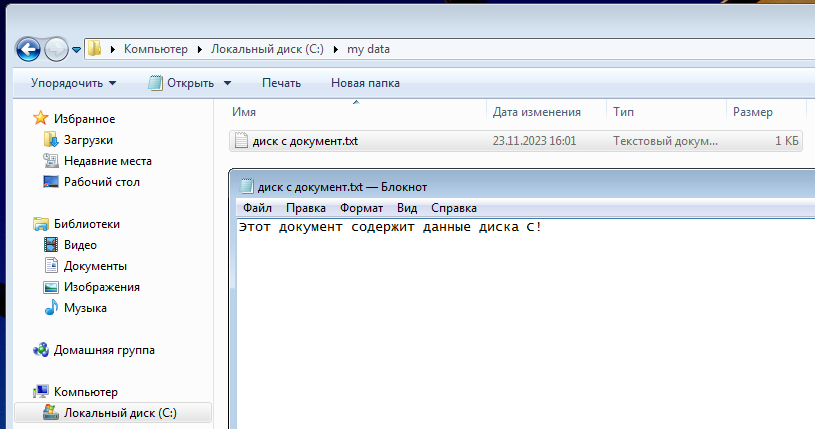 Компьютер Локальный диск (C:) my data
Упорядочить Открыть Печать Новая папка
Избранное
Загрузки
Недавние места
Рабочий стол
Библиотеки
Видео
Документы
Изображения
Музыка
Домашняя группа
Компьютер
Локальный диск (C:)
Имя Дата изменения Тип Размер
диск с документ.txt 23.11.2023 16:01 Текстовый докум... 1 КБ
диск с документ.txt — Блокнот
Файл Правка Формат Вид Справка
Этот документ содержит данные диска С!